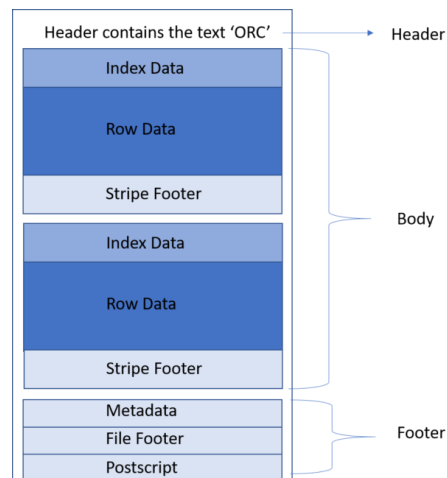 Header contains the text ‘ORC’
Header
Index Data
Row Data
Stripe Footer
Body
Index Data
Row Data
Stripe Footer
Metadata
File Footer
Footer
Postscript